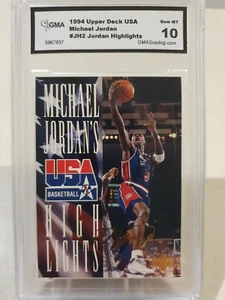 GMA
5967837
1994 Upper Deck USA
Michael Jordan
#JH2 Jordan Highlights
Gem MT
10
GMAGrading.com
MICHAEL
JORDAN'S
USA
BASKETBALL
HIGH
LIGHTS